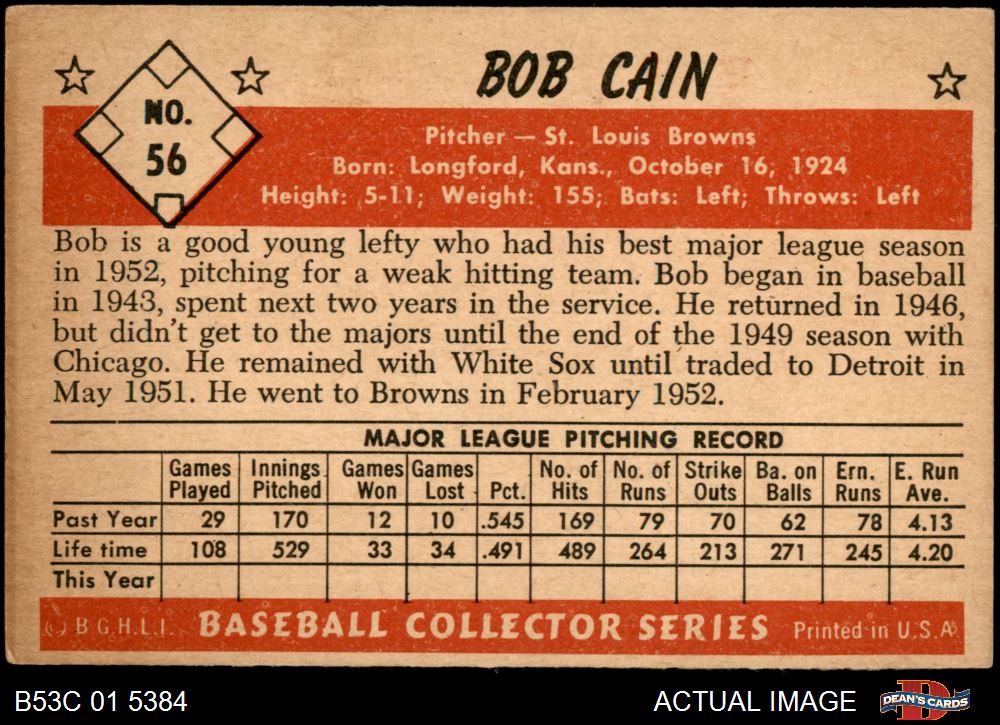 NO.
56
BOB CAIN
Pitcher — St. Louis Browns
Born: Longford, Kans., October 16, 1924
Height: 5-11; Weight: 155; Bats: Left; Throws: Left
Bob is a good young lefty who had his best major league season
in 1952, pitching for a weak hitting team. Bob began in baseball
in 1943, spent next two years in the service. He returned in 1946,
but didn't get to the majors until the end of the 1949 season with
Chicago. He remained with White Sox until traded to Detroit in
May 1951. He went to Browns in February 1952.
MAJOR LEAGUE PITCHING RECORD
Games Innings Games Games No. of No. of Strike Ba. on Ern. E. Run
Played Pitched Won Lost Pct. Hits Runs Outs Balls Runs Ave.
Past Year 29 170 12 10 .545 169 79 70 62 78 4.13
Life time 108 529 33 34 .491 489 264 213 271 245 4.20
This Year
(c) B.G.H.L.I. BASEBALL COLLECTOR SERIES Printed in U.S.A.
B53C 01 5384 ACTUAL IMAGE DEAN'S CARDS